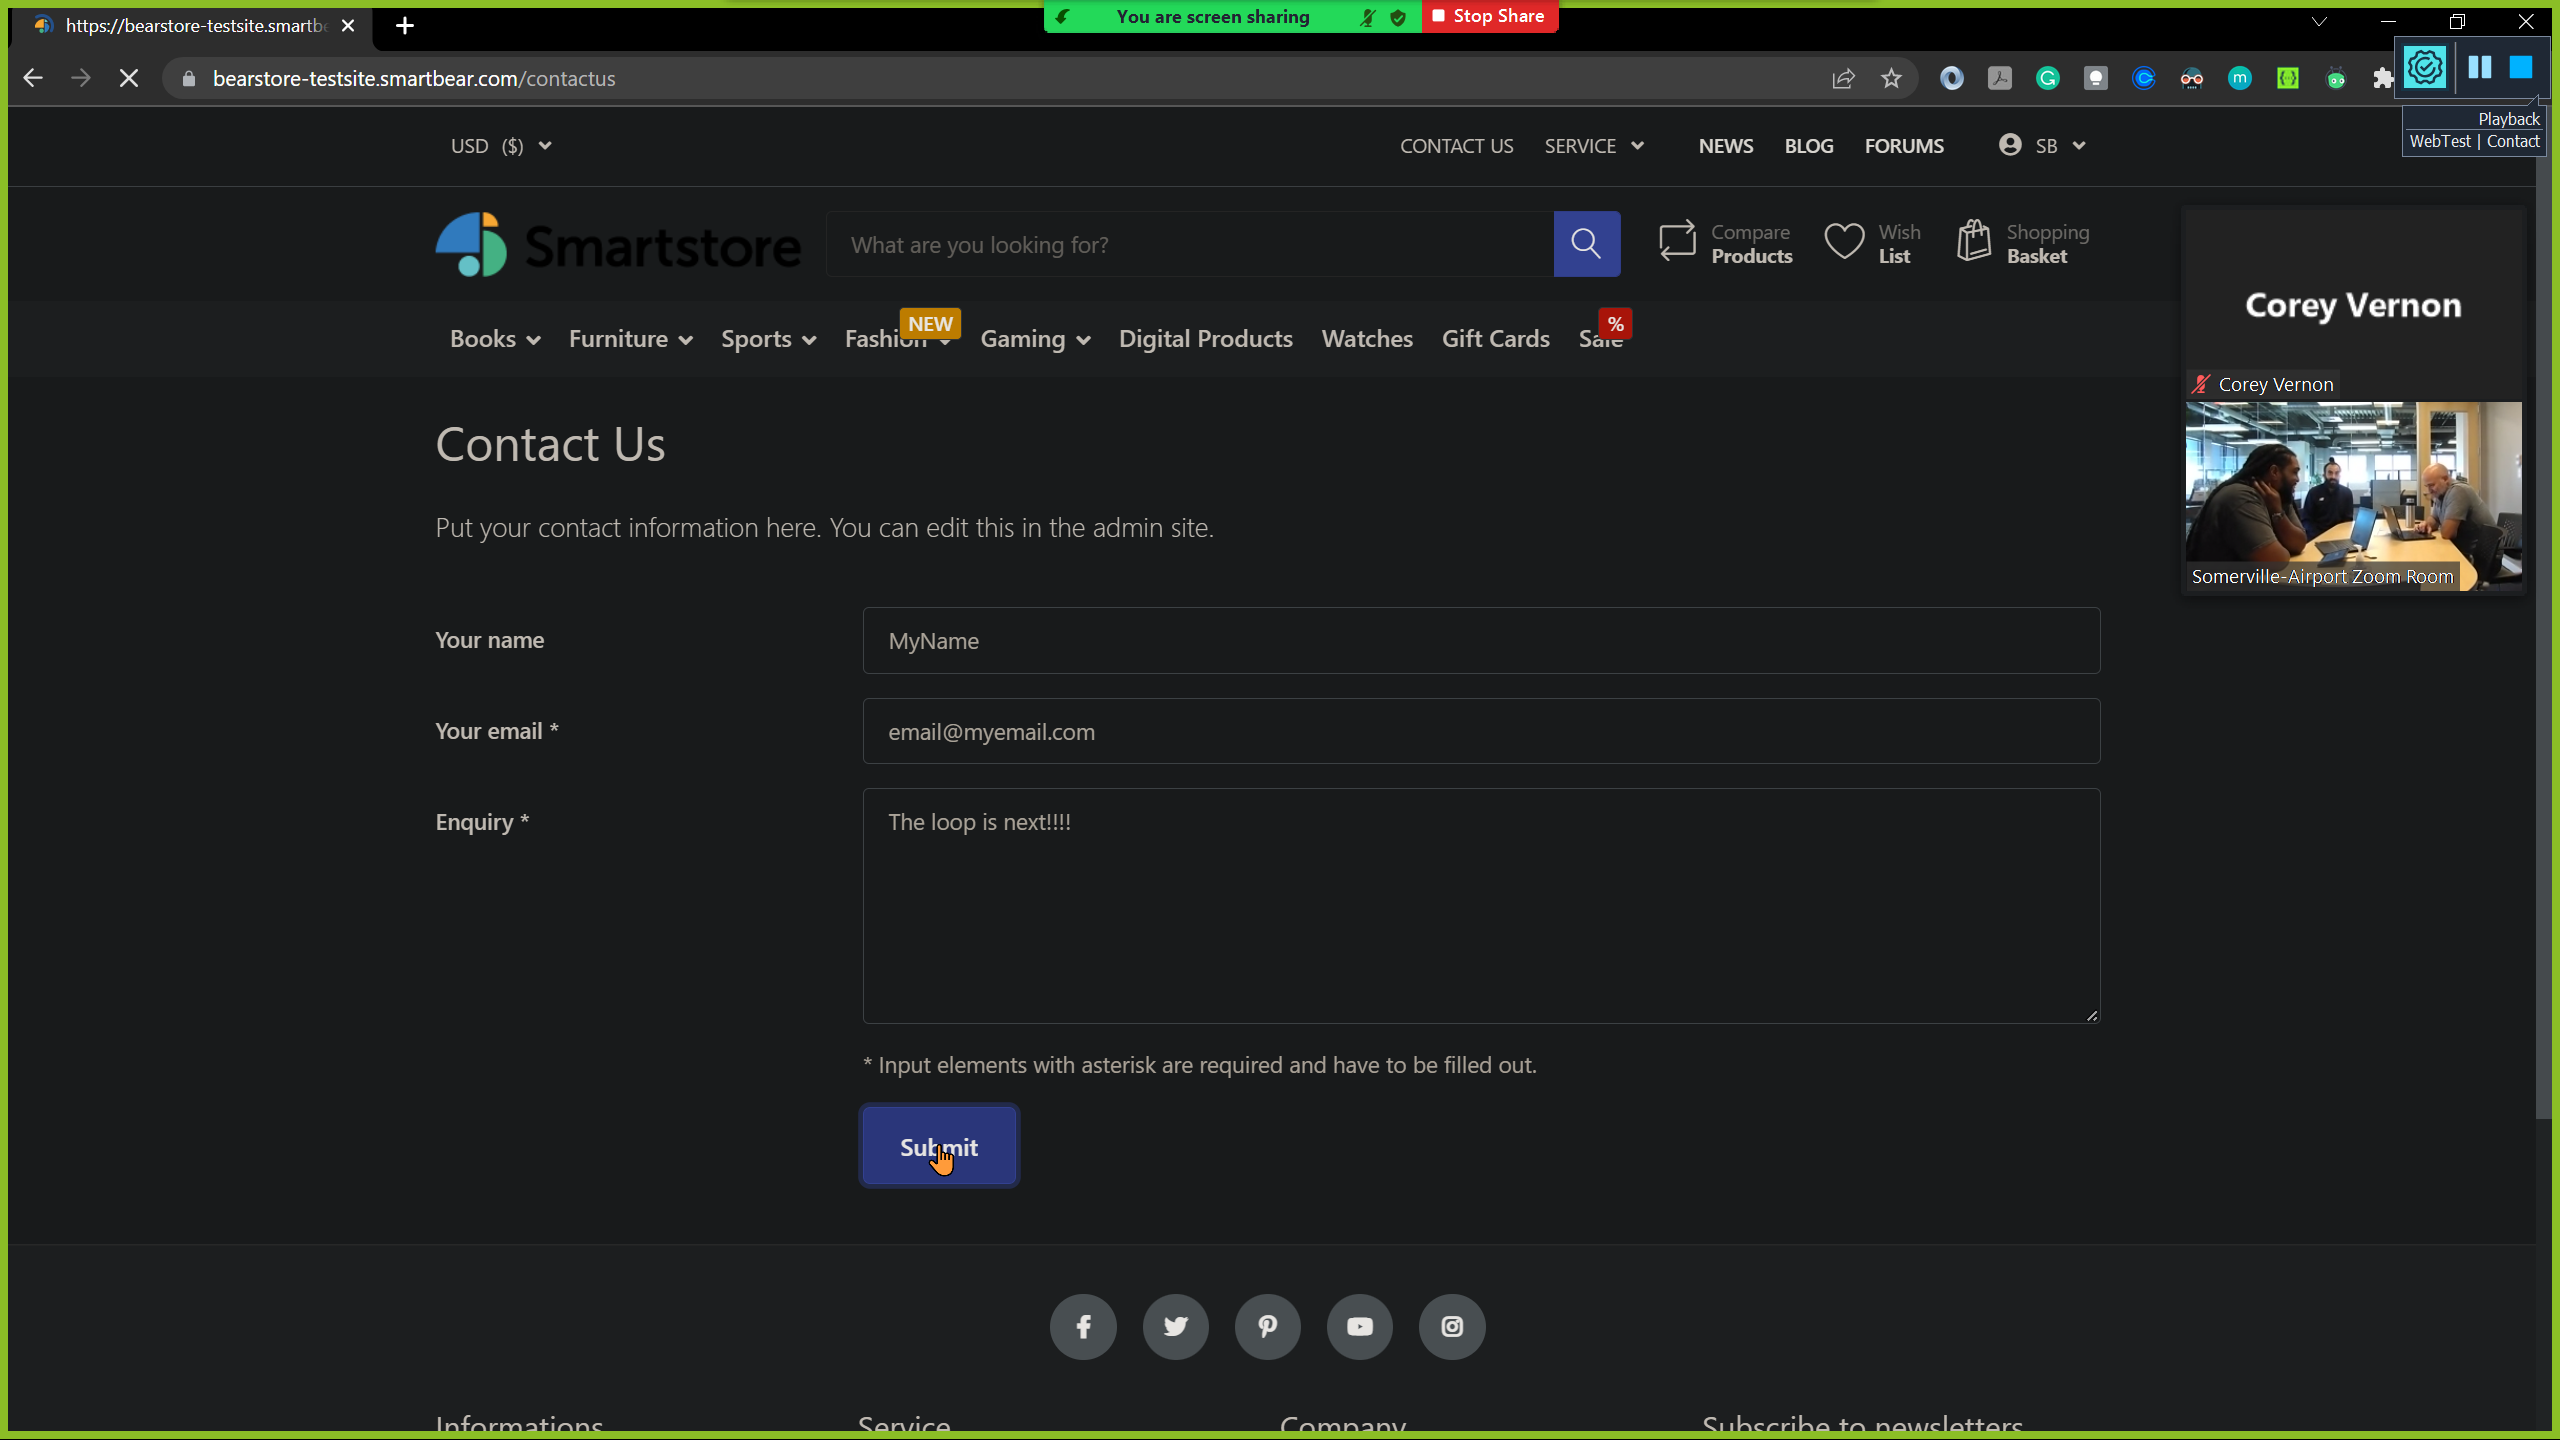 https://bearstore-testsite.smartbe
You are screen sharing
Stop Share
bearstore-testsite.smartbear.com/contactus
Playback
WebTest | Contact
USD ($)
CONTACT US
SERVICE
NEWS
BLOG
FORUMS
SB
Smartstore
What are you looking for?
Compare
Products
Wish
List
Shopping
Basket
Books
Furniture
Sports
Fashion
NEW
Gaming
Digital Products
Watches
Gift Cards
Sale
%
Corey Vernon
Corey Vernon
Somerville-Airport Zoom Room
Contact Us
Put your contact information here. You can edit this in the admin site.
Your name
MyName
Your email *
email@myemail.com
Enquiry *
The loop is next!!!!
* Input elements with asterisk are required and have to be filled out.
Submit
Informations
Service
Company
Subscribe to newsletters